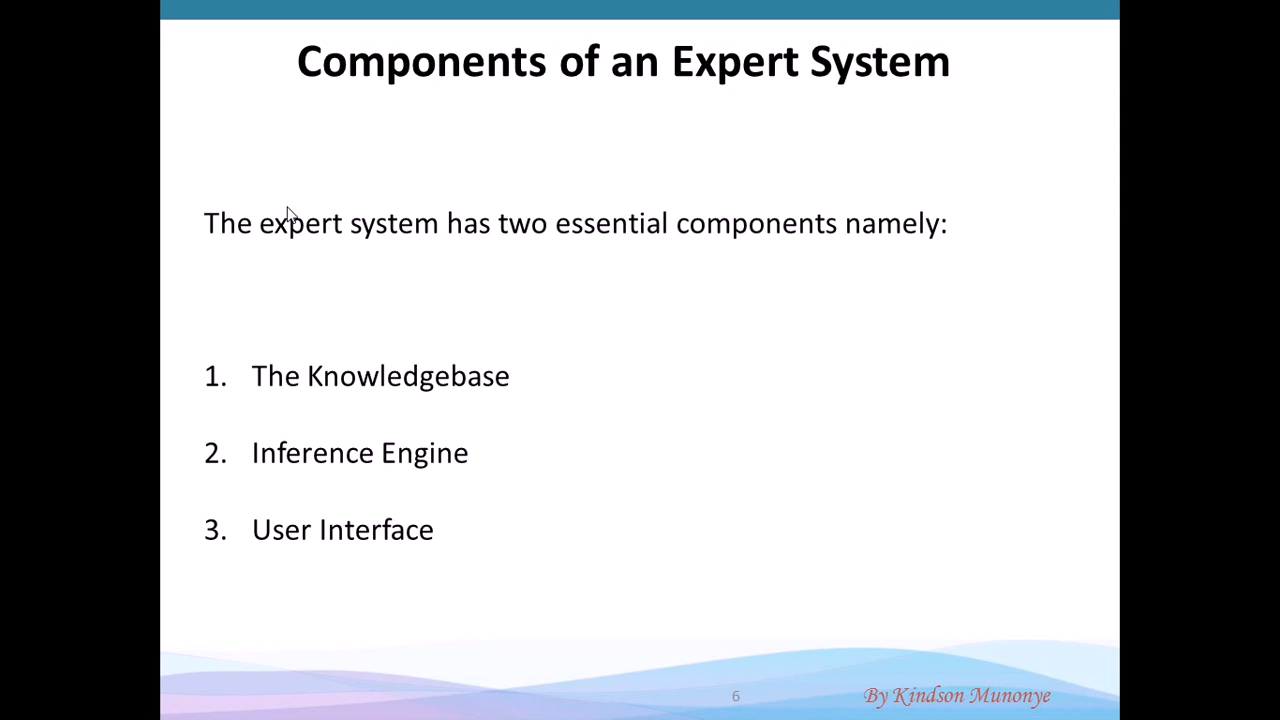 Components of an Expert System
The expert system has two essential components namely:
1. The Knowledgebase
2. Inference Engine
3. User Interface
6
By Kindson Munonye